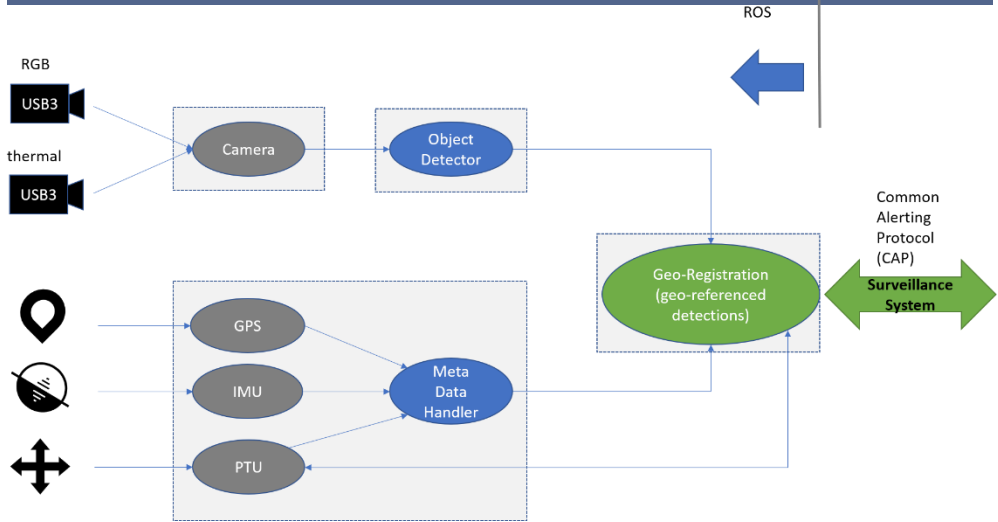 ROS
RGB
USB3
thermal
USB3
Camera
Object
Detector
Common
Alerting
Protocol
(CAP)
Geo-Registration
(geo-referenced
detections)
Surveillance
System
GPS
IMU
Meta
Data
Handler
PTU